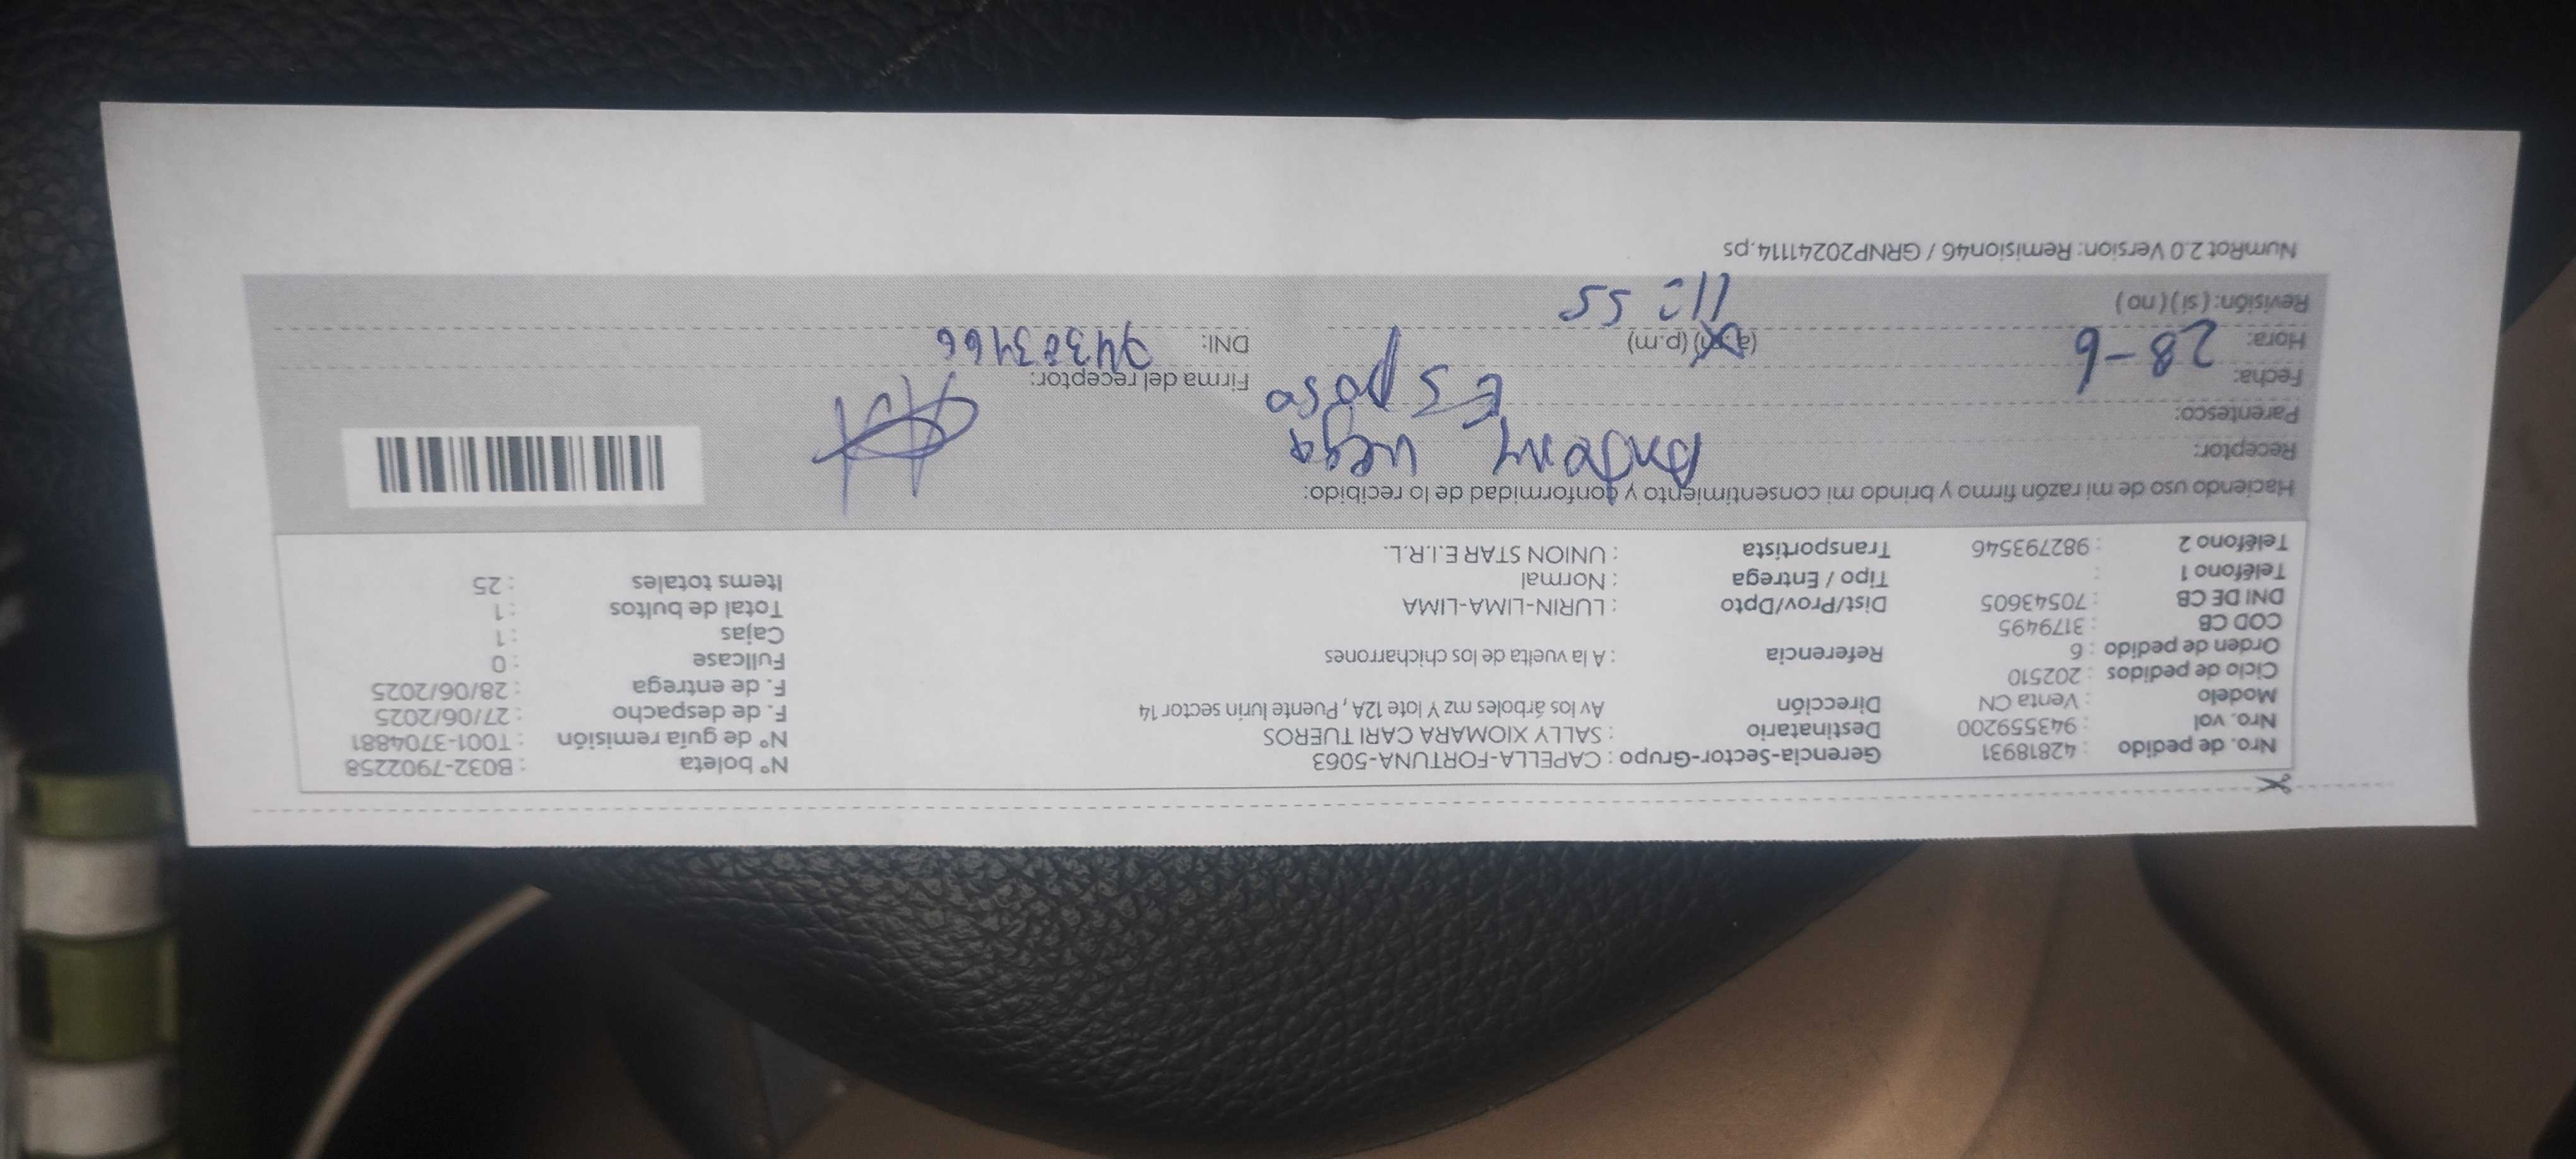 Nro. de pedido : 42818931 Gerencia-Sector-Grupo : CAPELLA-FORTUNA-5063 N° boleta : B032-7902258
Nro. vol : 943559200 Destinatario : SALLY XIOMARA CARI TUEROS N° de guía remisión : T001-3704881
Modelo : Venta CN Dirección Av los árboles mz Y lote 12A, Puente lurin sector 14 F. de despacho : 27/06/2025
Ciclo de pedidos : 202510 F. de entrega : 28/06/2025
Orden de pedido : 6 Referencia : A la vuelta de los chicharrones Fullcase : 0
COD CB : 3179495 Cajas : 1
DNI DE CB : 70543605 Dist/Prov/Dpto : LURIN-LIMA-LIMA Total de bultos : 1
Teléfono 1 : Tipo / Entrega : Normal Items totales : 25
Teléfono 2 : 982793546 Transportista : UNION STAR E.I.R.L.
Haciendo uso de mi razón firmo y brindo mi consentimiento y conformidad de lo recibido:
Receptor: Antony Vega
Parentesco: Esposo
Fecha: 28-6 Firma del receptor:
Hora: (a.m) (p.m) 11:55 DNI:
Revisión: (si) (no)
NumRot 2.0 Version: Remision46 / GRNP20241114.ps